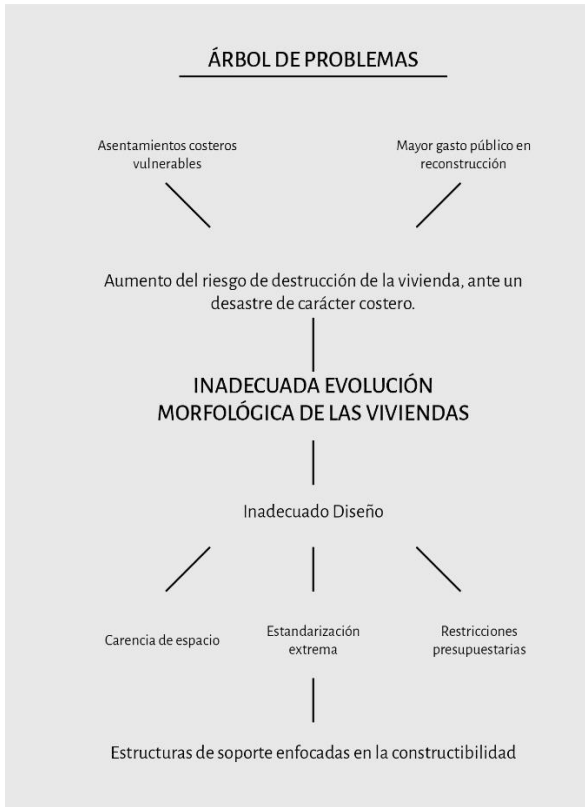 ÁRBOL DE PROBLEMAS
Asentamientos costeros
vulnerables
Mayor gasto público en
reconstrucción
Aumento del riesgo de destrucción de la vivienda, ante un
desastre de carácter costero.
INADECUADA EVOLUCIÓN
MORFOLÓGICA DE LAS VIVIENDAS
Inadecuado Diseño
Carencia de espacio
Estandarización
extrema
Restricciones
presupuestarias
Estructuras de soporte enfocadas en la constructibilidad